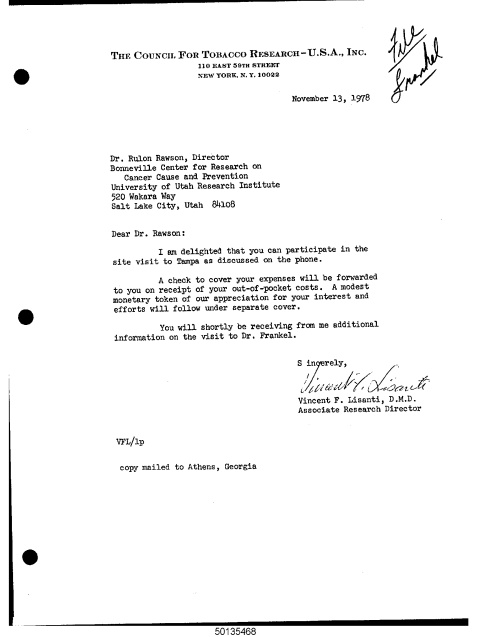 THE COUNCIL FOR TOBACCO RESEARCH-U.S.A., INC.
110 EAST 59TH STREET
NEW YORK, N. Y. 10022
File
Frankel
November 13, 1978
Dr. Rulon Rawson, Director
Bonneville Center for Research on
Cancer Cause and Prevention
University of Utah Research Institute
520 Wakara Way
Salt Lake City, Utah 84108
Dear Dr. Rawson:
I am delighted that you can participate in the
site visit to Tampa as discussed on the phone.
A check to cover your expenses will be forwarded
to you on receipt of your out-of-pocket costs. A modest
monetary token of our appreciation for your interest and
efforts will follow under separate cover.
You will shortly be receiving from me additional
information on the visit to Dr. Frankel.
S incerely,
Vincent F. Lisanti
Vincent F. Lisanti, D.M.D.
Associate Research Director
VFL/lp
copy mailed to Athens, Georgia
50135468